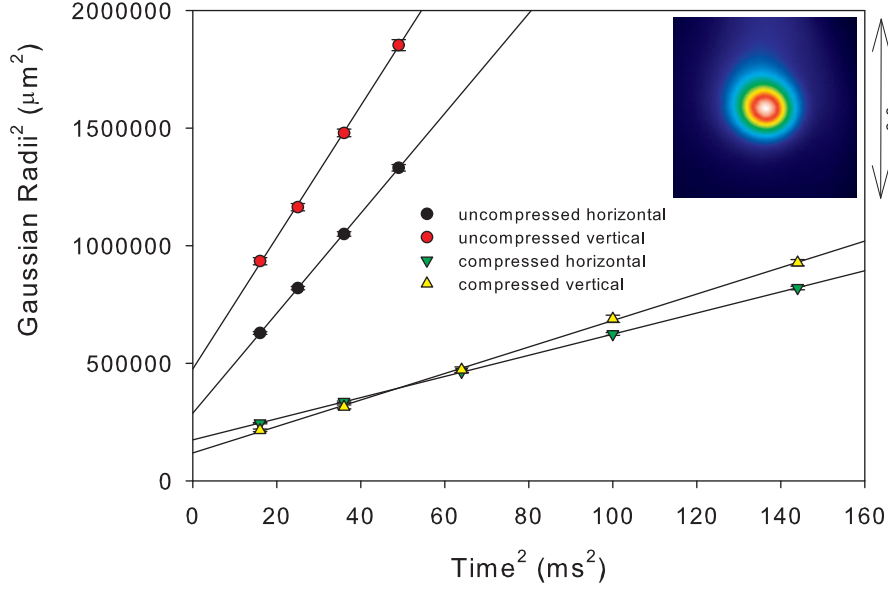 2000000
1500000
1000000
500000
0
Gaussian Radii² (μm²)
uncompressed horizontal
uncompressed vertical
compressed horizontal
compressed vertical
0 20 40 60 80 100 120 140 160
Time² (ms²)